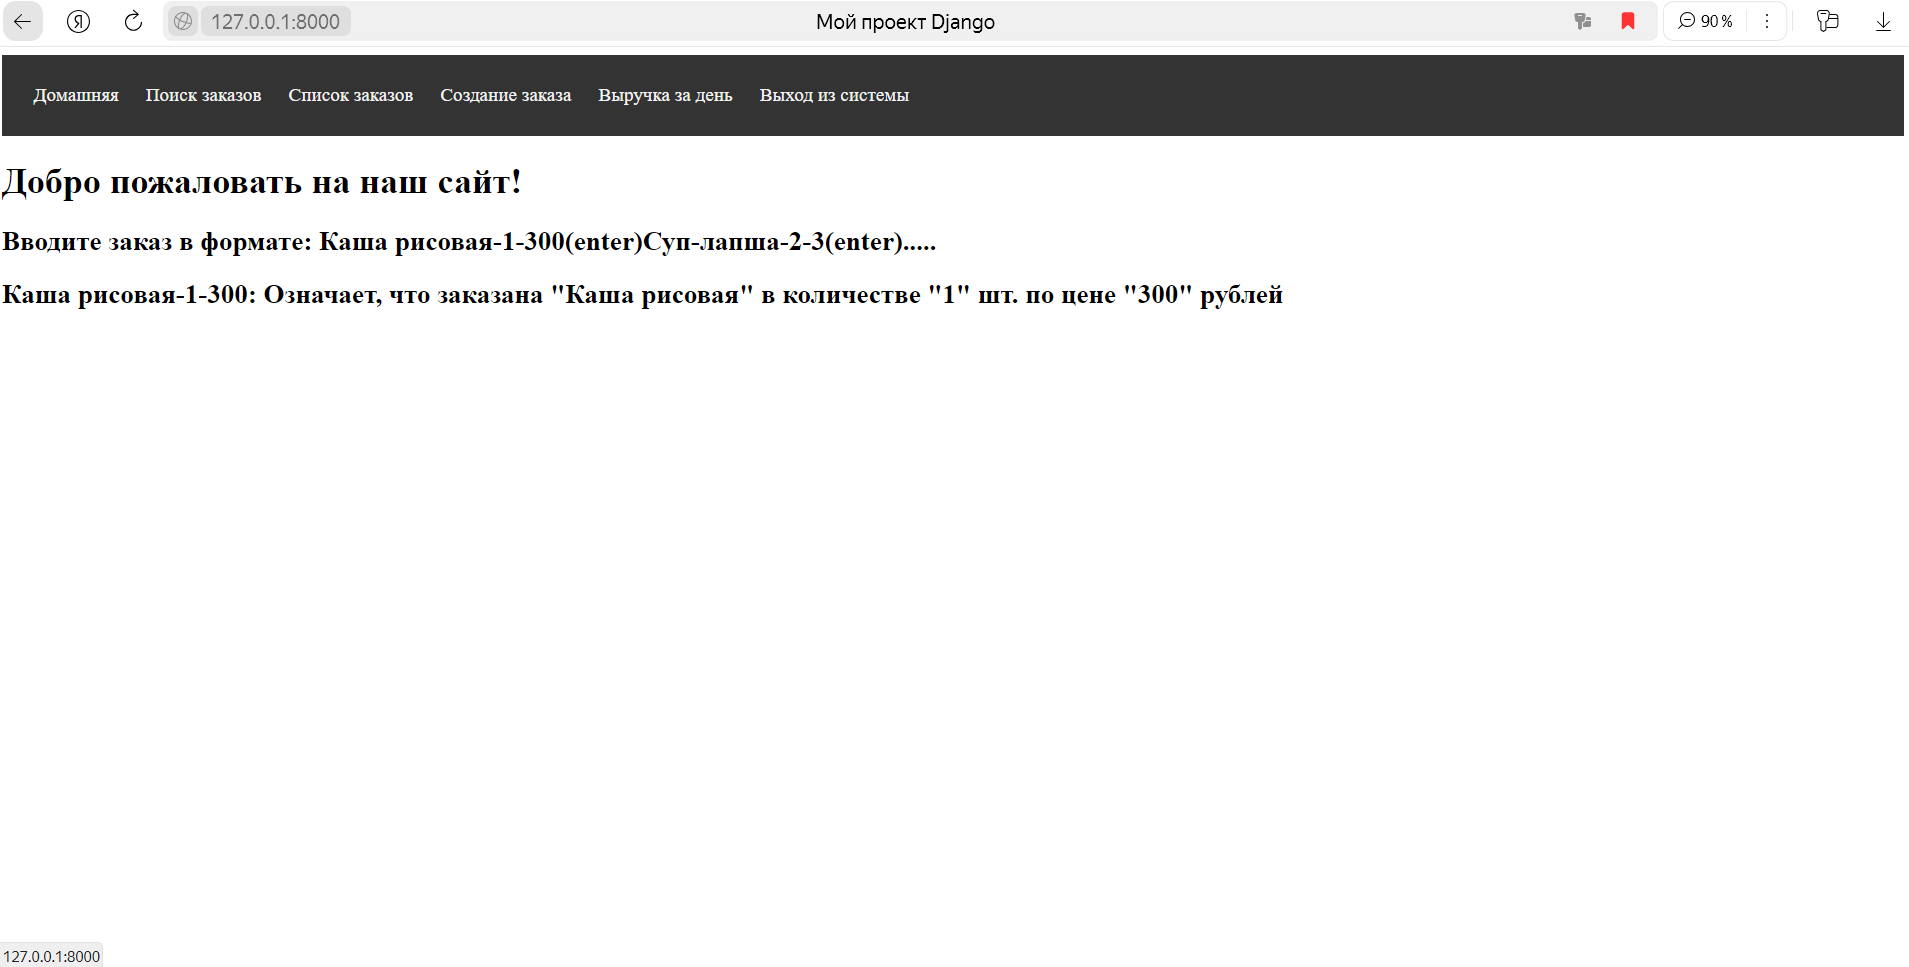 Я 127.0.0.1:8000 Мой проект Django 90 %
Домашняя Поиск заказов Список заказов Создание заказа Выручка за день Выход из системы
Добро пожаловать на наш сайт!
Вводите заказ в формате: Каша рисовая-1-300(enter)Суп-лапша-2-3(enter).....
Каша рисовая-1-300: Означает, что заказана "Каша рисовая" в количестве "1" шт. по цене "300" рублей
127.0.0.1:8000